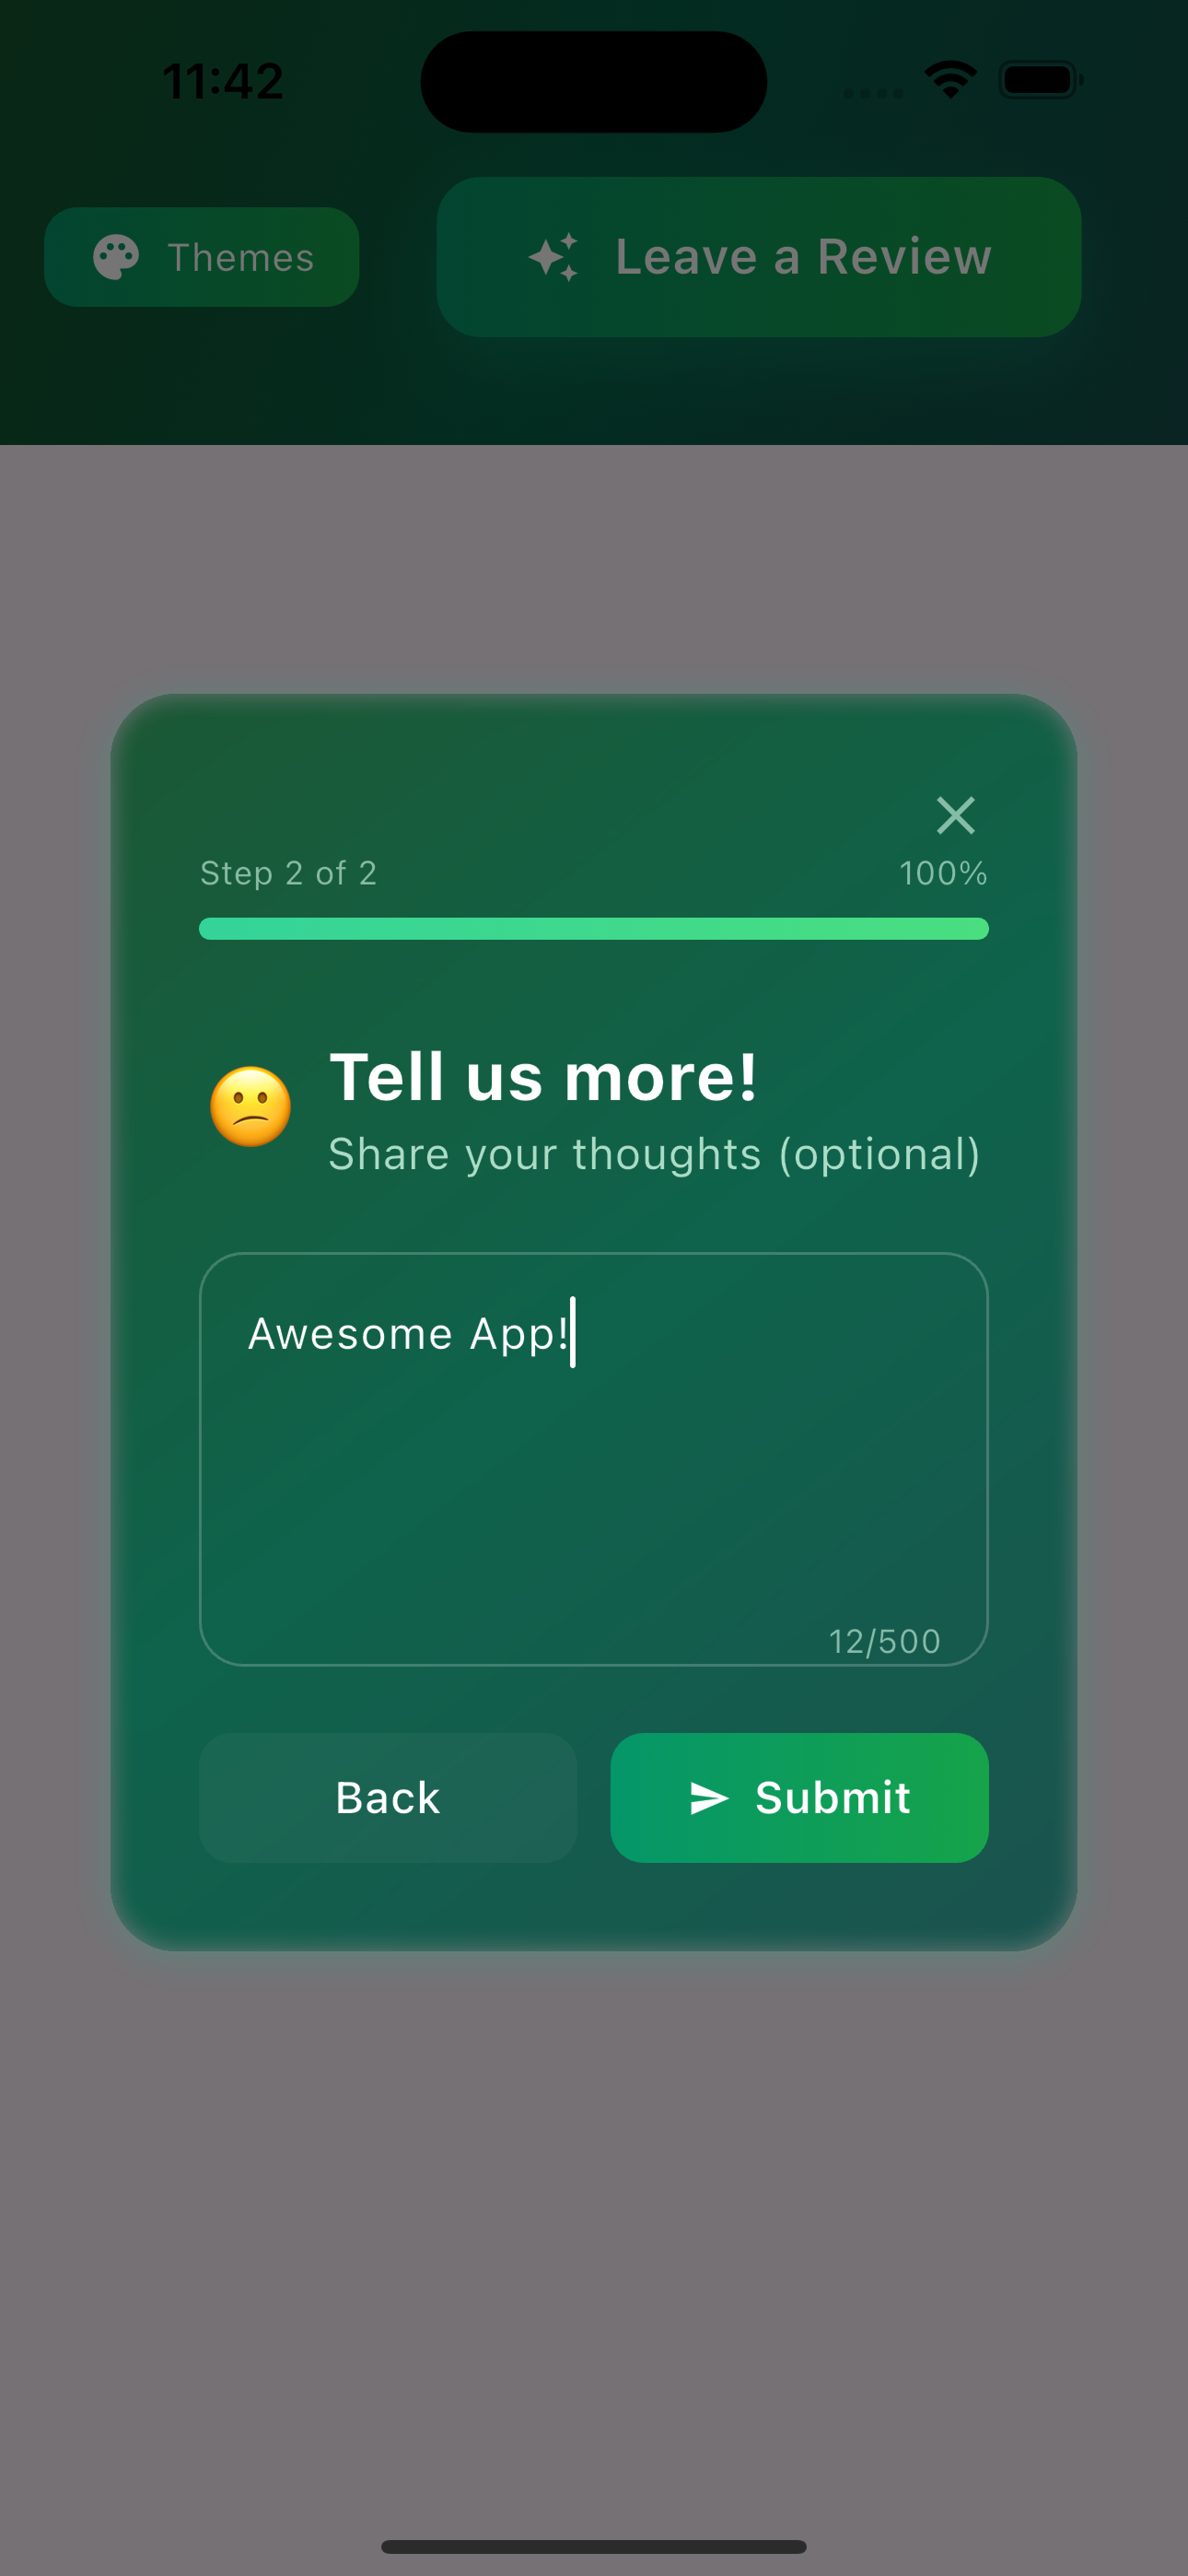 11:42
Themes
Leave a Review
Step 2 of 2
100%
Tell us more!
Share your thoughts (optional)
Awesome App!
12/500
Back
Submit